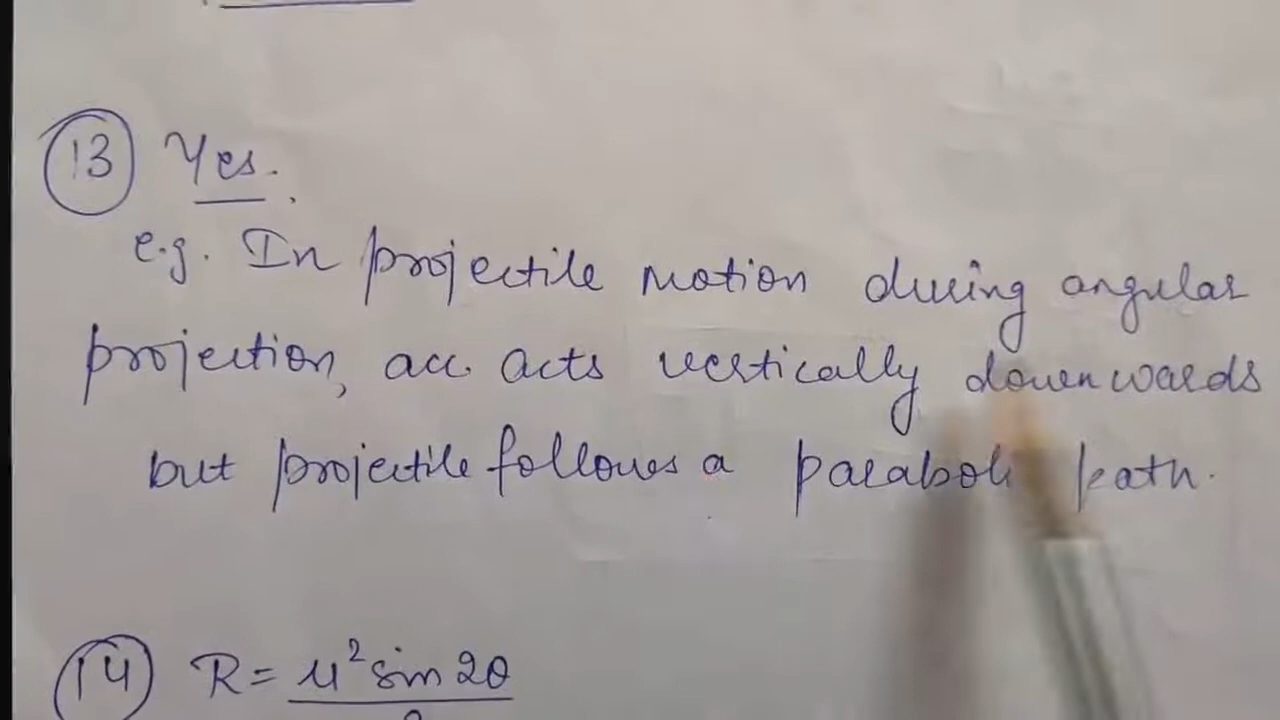 13 Yes.
e.g. In projectile motion during angular
projection, acc acts vertically downwards
but projectile follows a path.
14 R = u² sin 2θ